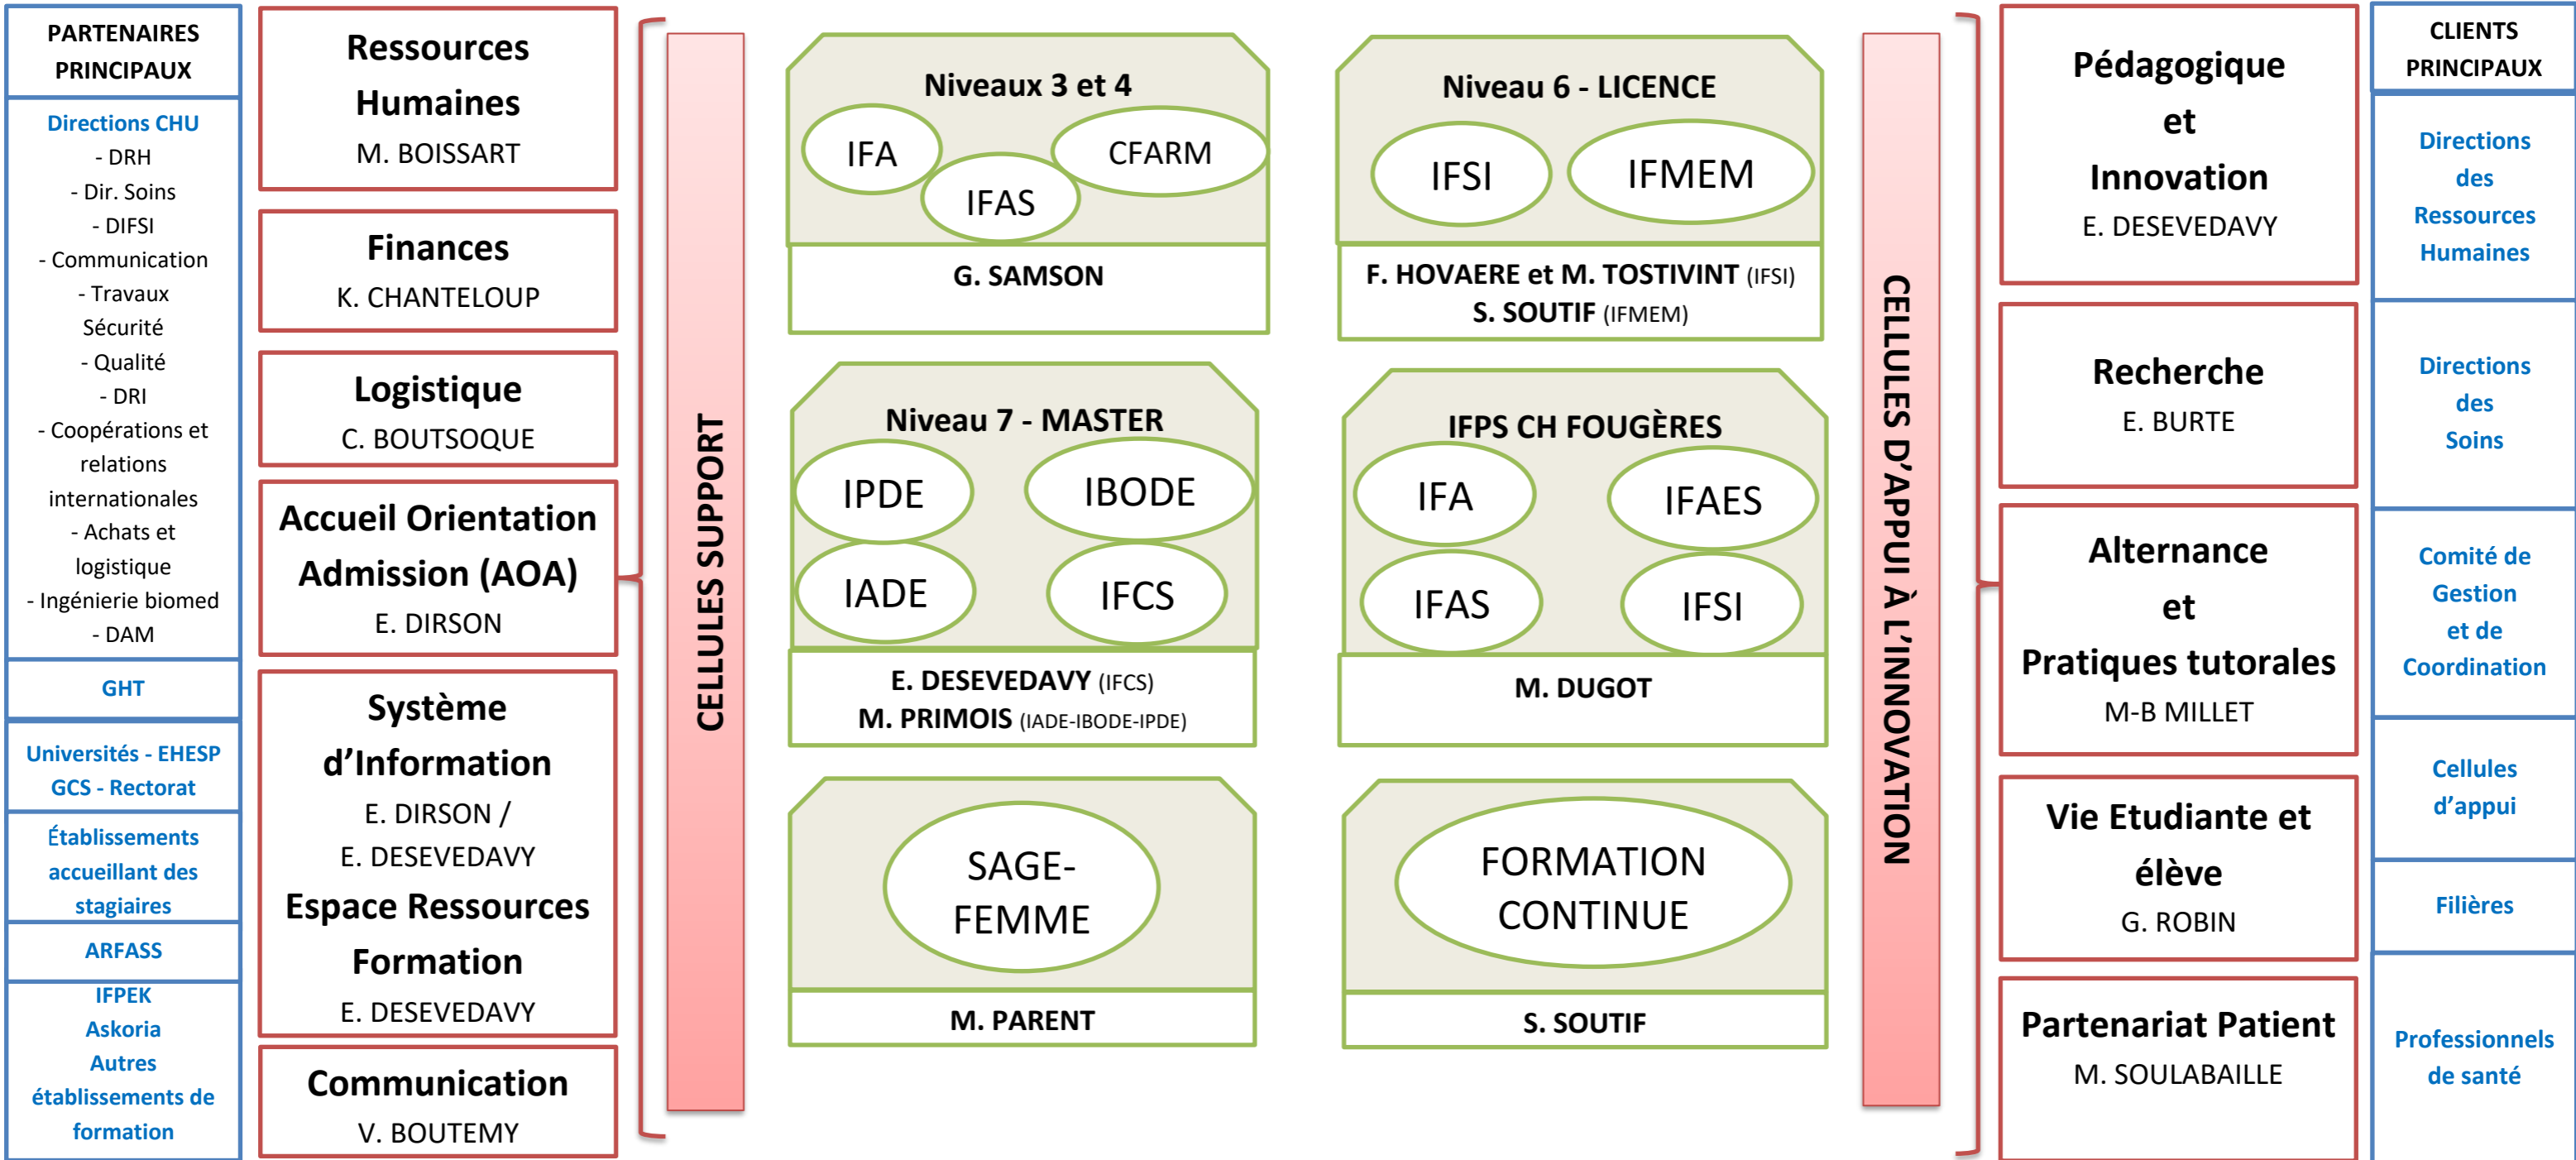 PARTENAIRES
PRINCIPAUX
Directions CHU
- DRH
- Dir. Soins
- DIFSI
- Communication
- Travaux
Sécurité
- Qualité
- DRI
- Coopérations et
relations
internationales
- Achats et
logistique
- Ingénierie biomed
- DAM
GHT
Universités - EHESP
GCS - Rectorat
Établissements
accueillant des
stagiaires
ARFASS
IFPEK
Askoria
Autres
établissements de
formation
Ressources
Humaines
M. BOISSART
Finances
K. CHANTELOUP
Logistique
C. BOUTSOQUE
Accueil Orientation
Admission (AOA)
E. DIRSON
Système
d’Information
E. DIRSON /
E. DESEVEDAVY
Espace Ressources
Formation
E. DESEVEDAVY
Communication
V. BOUTEMY
CELLULES SUPPORT
Niveaux 3 et 4
IFA
CFARM
IFAS
G. SAMSON
Niveau 6 - LICENCE
IFSI
IFMEM
F. HOVAERE et M. TOSTIVINT (IFSI)
S. SOUTIF (IFMEM)
Niveau 7 - MASTER
IPDE
IBODE
IADE
IFCS
E. DESEVEDAVY (IFCS)
M. PRIMOIS (IADE-IBODE-IPDE)
IFPS CH FOUGÈRES
IFA
IFAES
IFAS
IFSI
M. DUGOT
SAGE-
FEMME
M. PARENT
FORMATION
CONTINUE
S. SOUTIF
CELLULES D’APPUI À L’INNOVATION
Pédagogique
et
Innovation
E. DESEVEDAVY
Recherche
E. BURTE
Alternance
et
Pratiques tutorales
M-B MILLET
Vie Etudiante et
élève
G. ROBIN
Partenariat Patient
M. SOULABAILLE
CLIENTS
PRINCIPAUX
Directions
des
Ressources
Humaines
Directions
des
Soins
Comité de
Gestion
et de
Coordination
Cellules
d’appui
Filières
Professionnels
de santé